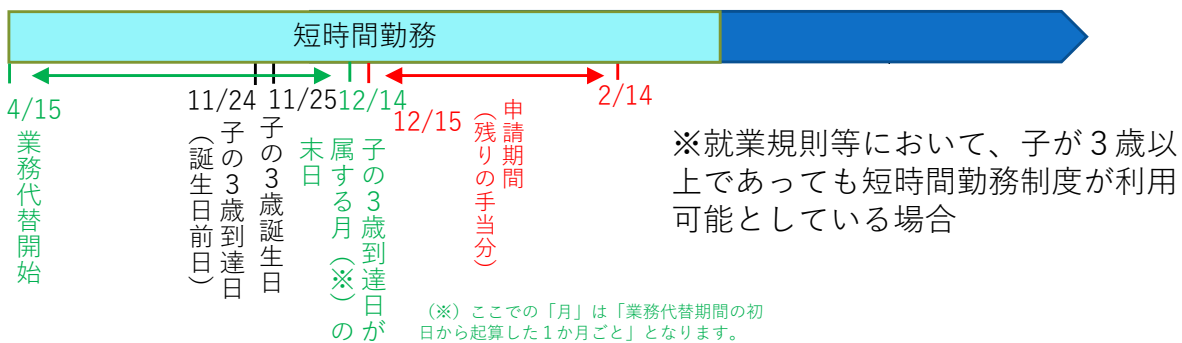 短時間勤務
4/15
業務代替開始
11/24
子の３歳到達日
（誕生日前日）
11/25
子の３歳誕生日
12/14
子の３歳到達日が
属する月（※）の
末日
12/15
申請期間
（残りの手当分）
2/14
※就業規則等において、子が３歳以
上であっても短時間勤務制度が利用
可能としている場合
（※）ここでの「月」は「業務代替期間の初
日から起算した１か月ごと」となります。